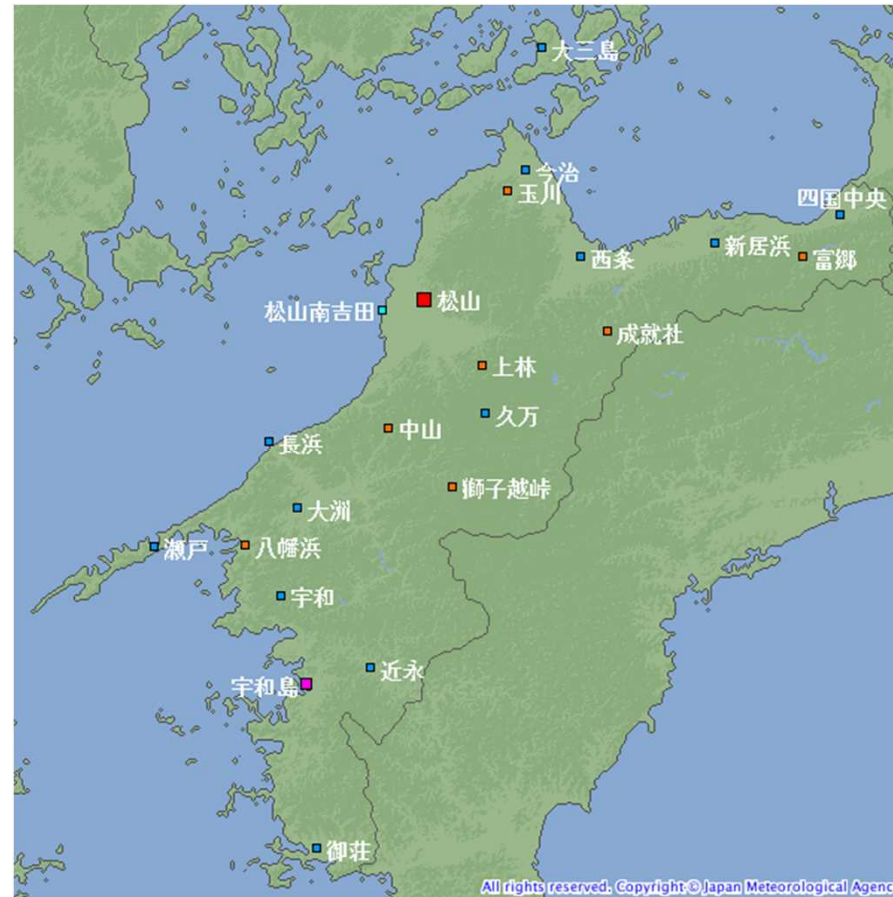 大三島
今治
玉川
四国中央
新居浜
西条
富郷
松山
松山南吉田
成就社
上林
久万
中山
長浜
獅子越峠
大洲
瀬戸
八幡浜
宇和
近永
宇和島
御荘
All rights reserved. Copyright © Japan Meteorological Agenc